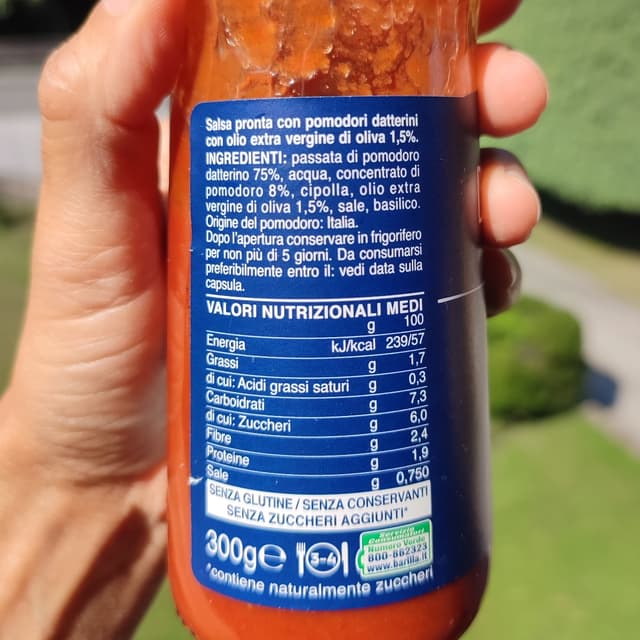 Salsa pronta con pomodori datterini
con olio extra vergine di oliva 1,5%.
INGREDIENTI: passata di pomodoro
datterino 75%, acqua, concentrato di
pomodoro 8%, cipolla, olio extra
vergine di oliva 1,5%, sale, basilico.
Origine del pomodoro: Italia.
Dopo l'apertura conservare in frigorifero
per non più di 5 giorni. Da consumarsi
preferibilmente entro il: vedi data sulla
capsula.
VALORI NUTRIZIONALI MEDI
g 100
Energia kJ/kcal 239/57
Grassi g 1,7
di cui: Acidi grassi saturi g 0,3
Carboidrati g 7,3
di cui: Zuccheri g 6,0
Fibre g 2,4
Proteine g 1,9
Sale g 0,750
SENZA GLUTINE / SENZA CONSERVANTI
SENZA ZUCCHERI AGGIUNTI*
300g e 3-4
Servizio
Consumatori
Numero Verde
800-862323
www.barilla.it
*contiene naturalmente zuccheri